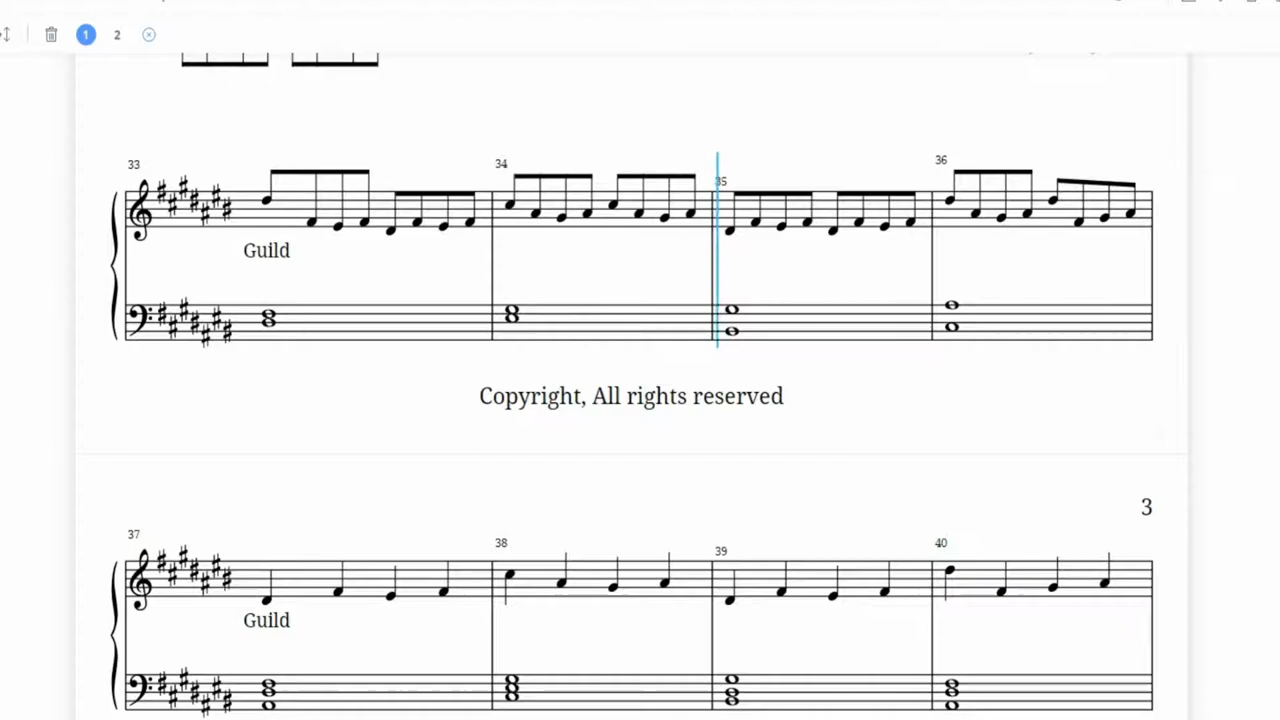 1 2
33 34 35 36
Guild
Copyright, All rights reserved
3
37 38 39 40
Guild